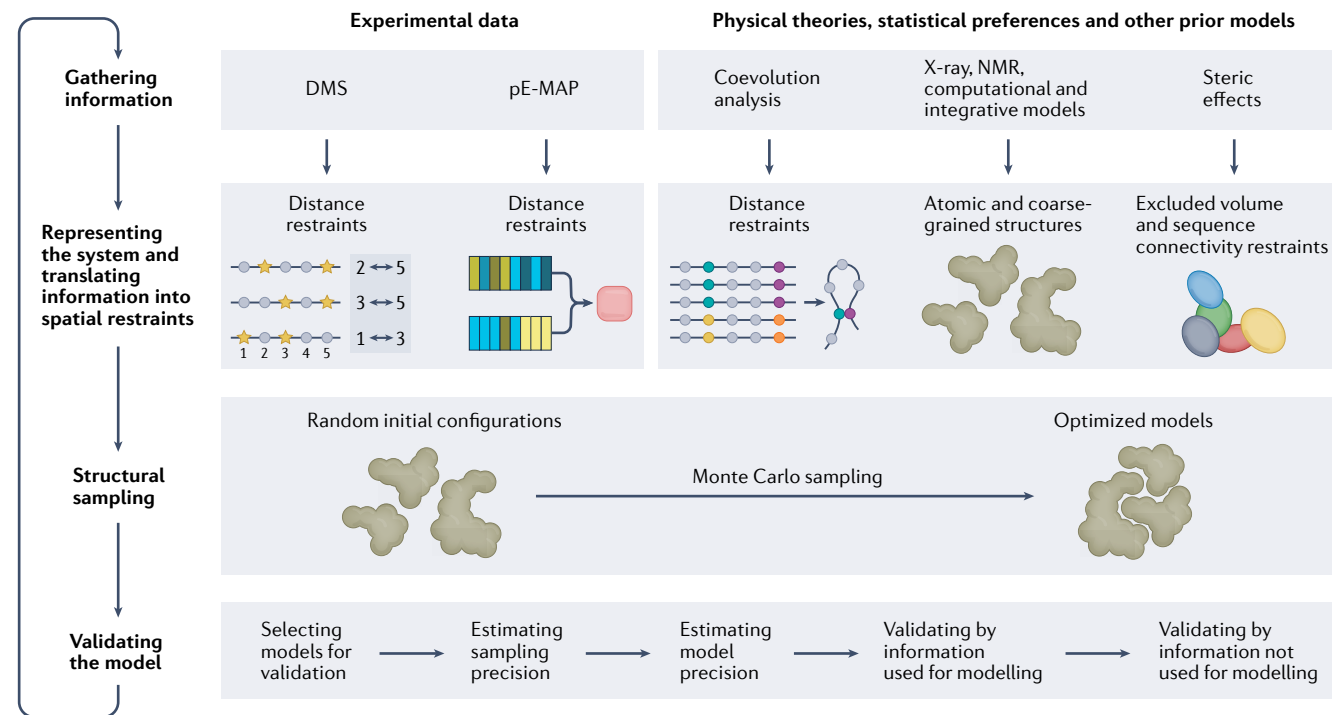 Experimental data
Physical theories, statistical preferences and other prior models
Gathering
information
DMS
pE-MAP
Coevolution
analysis
X-ray, NMR,
computational and
integrative models
Steric
effects
Representing
the system and
translating
information into
spatial restraints
Distance
restraints
2 ↔ 5
3 ↔ 5
1 ↔ 3
1 2 3 4 5
Distance
restraints
Distance
restraints
Atomic and coarse-
grained structures
Excluded volume
and sequence
connectivity restraints
Structural
sampling
Random initial configurations
Monte Carlo sampling
Optimized models
Validating
the model
Selecting
models for
validation
Estimating
sampling
precision
Estimating
model
precision
Validating by
information
used for modelling
Validating by
information not
used for modelling